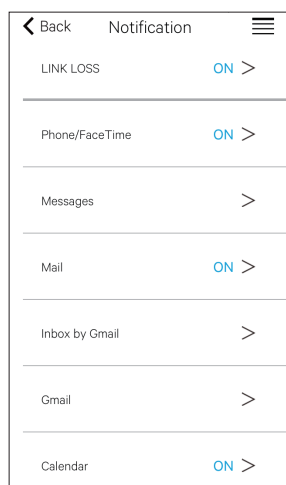 Back Notification
LINK LOSS ON
Phone/FaceTime ON
Messages
Mail ON
Inbox by Gmail
Gmail
Calendar ON